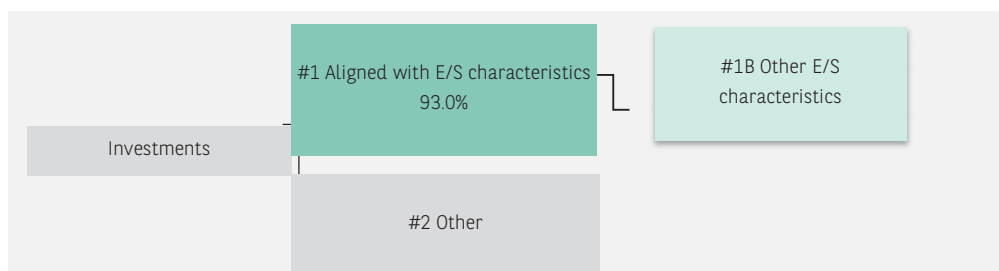 #1 Aligned with E/S characteristics
93.0%
#1B Other E/S
characteristics
Investments
#2 Other